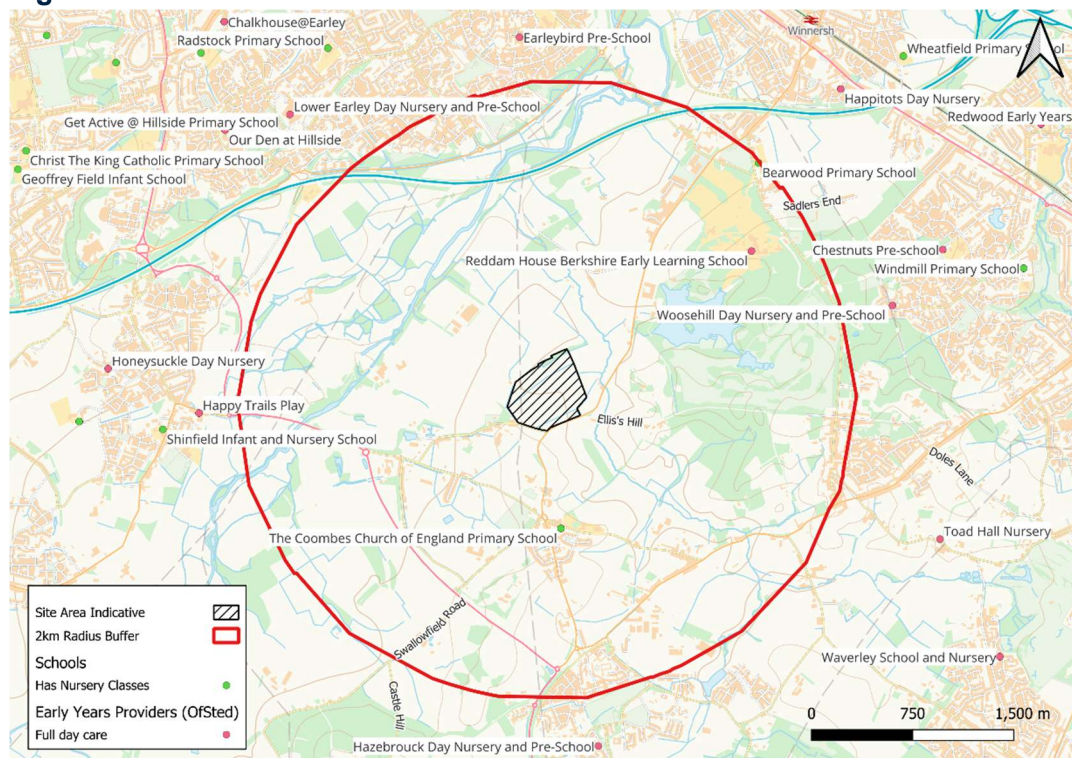 Chalkhouse@Earley
Radstock Primary School
Earleybird Pre-School
Winnersh
Wheatfield Primary School
Happitots Day Nursery
Redwood Early Years
Lower Earley Day Nursery and Pre-School
Get Active @ Hillside Primary School
Our Den at Hillside
Christ The King Catholic Primary School
Geoffrey Field Infant School
Bearwood Primary School
Sadlers End
Chestnuts Pre-school
Reddam House Berkshire Early Learning School
Windmill Primary School
Woosehill Day Nursery and Pre-School
Honeysuckle Day Nursery
Happy Trails Play
Ellis's Hill
Shinfield Infant and Nursery School
Doles Lane
The Coombes Church of England Primary School
Toad Hall Nursery
Swallowfield Road
Waverley School and Nursery
Castle Hill
Hazebrouck Day Nursery and Pre-School
Site Area Indicative
2km Radius Buffer
Schools
Has Nursery Classes
Early Years Providers (OfSted)
Full day care
0 750 1,500 m